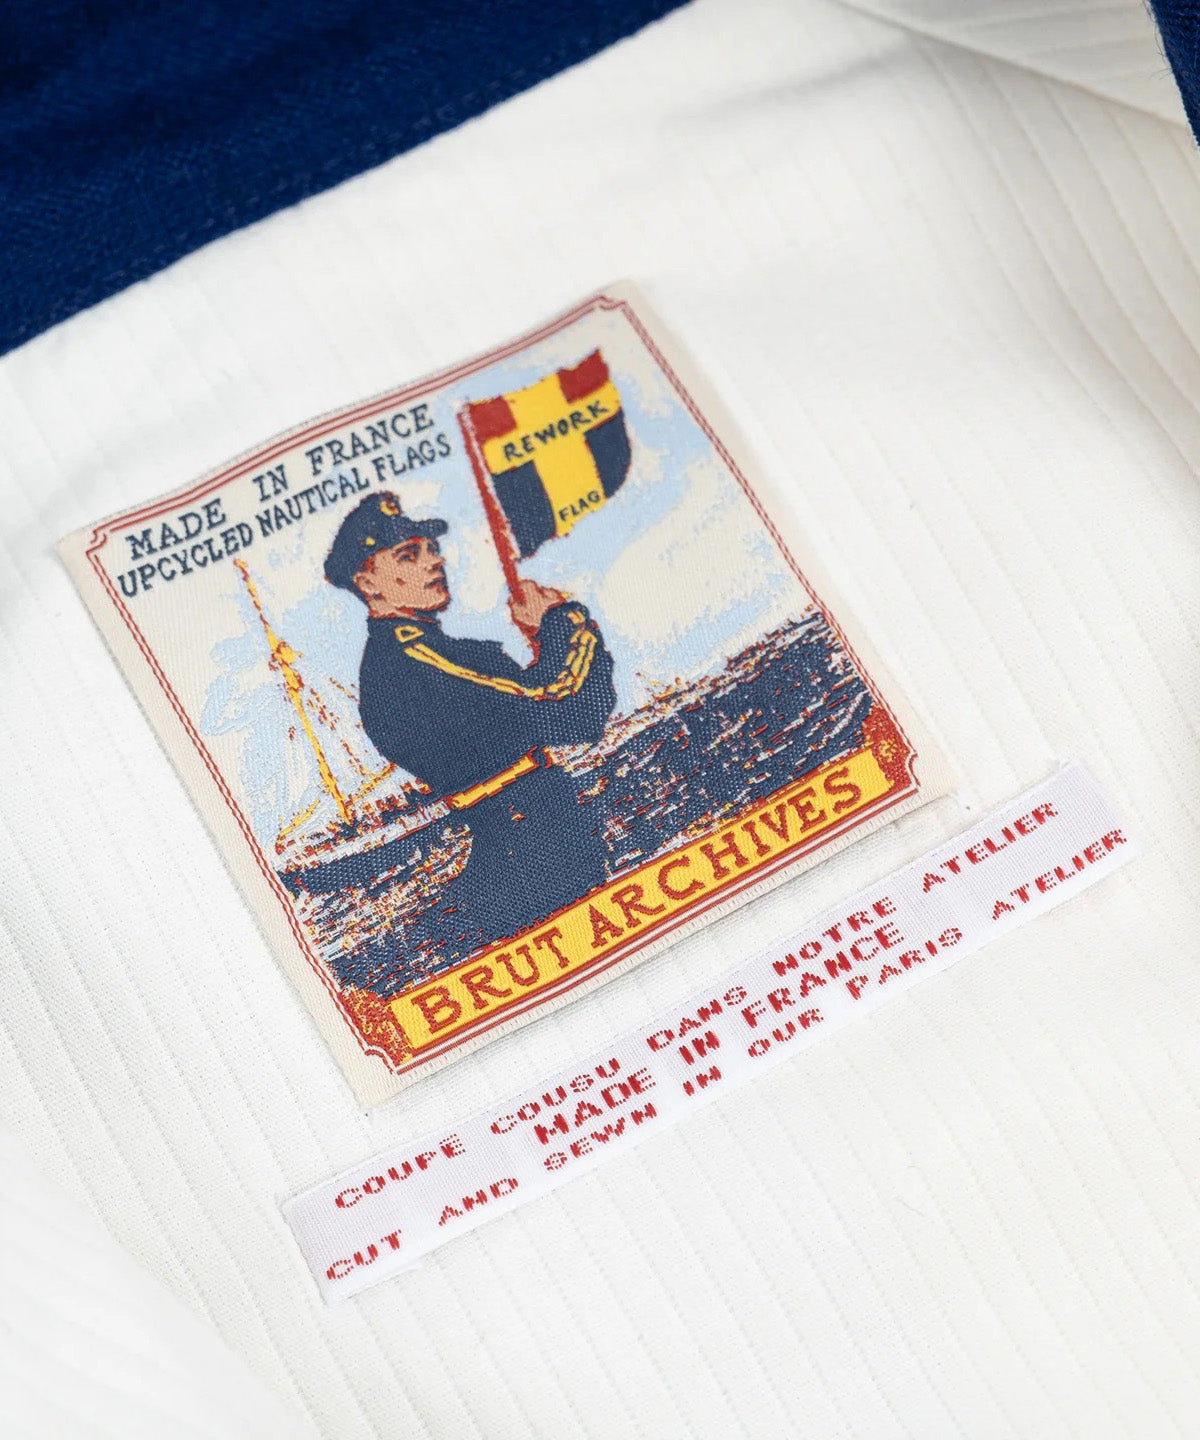 MADE IN FRANCE
UPCYCLED NAUTICAL FLAGS
REWORK
FLAG
BRUT ARCHIVES
COUPE COUSU DANS NOTRE ATELIER
MADE IN FRANCE
CUT AND SEWN IN OUR PARIS ATELIER